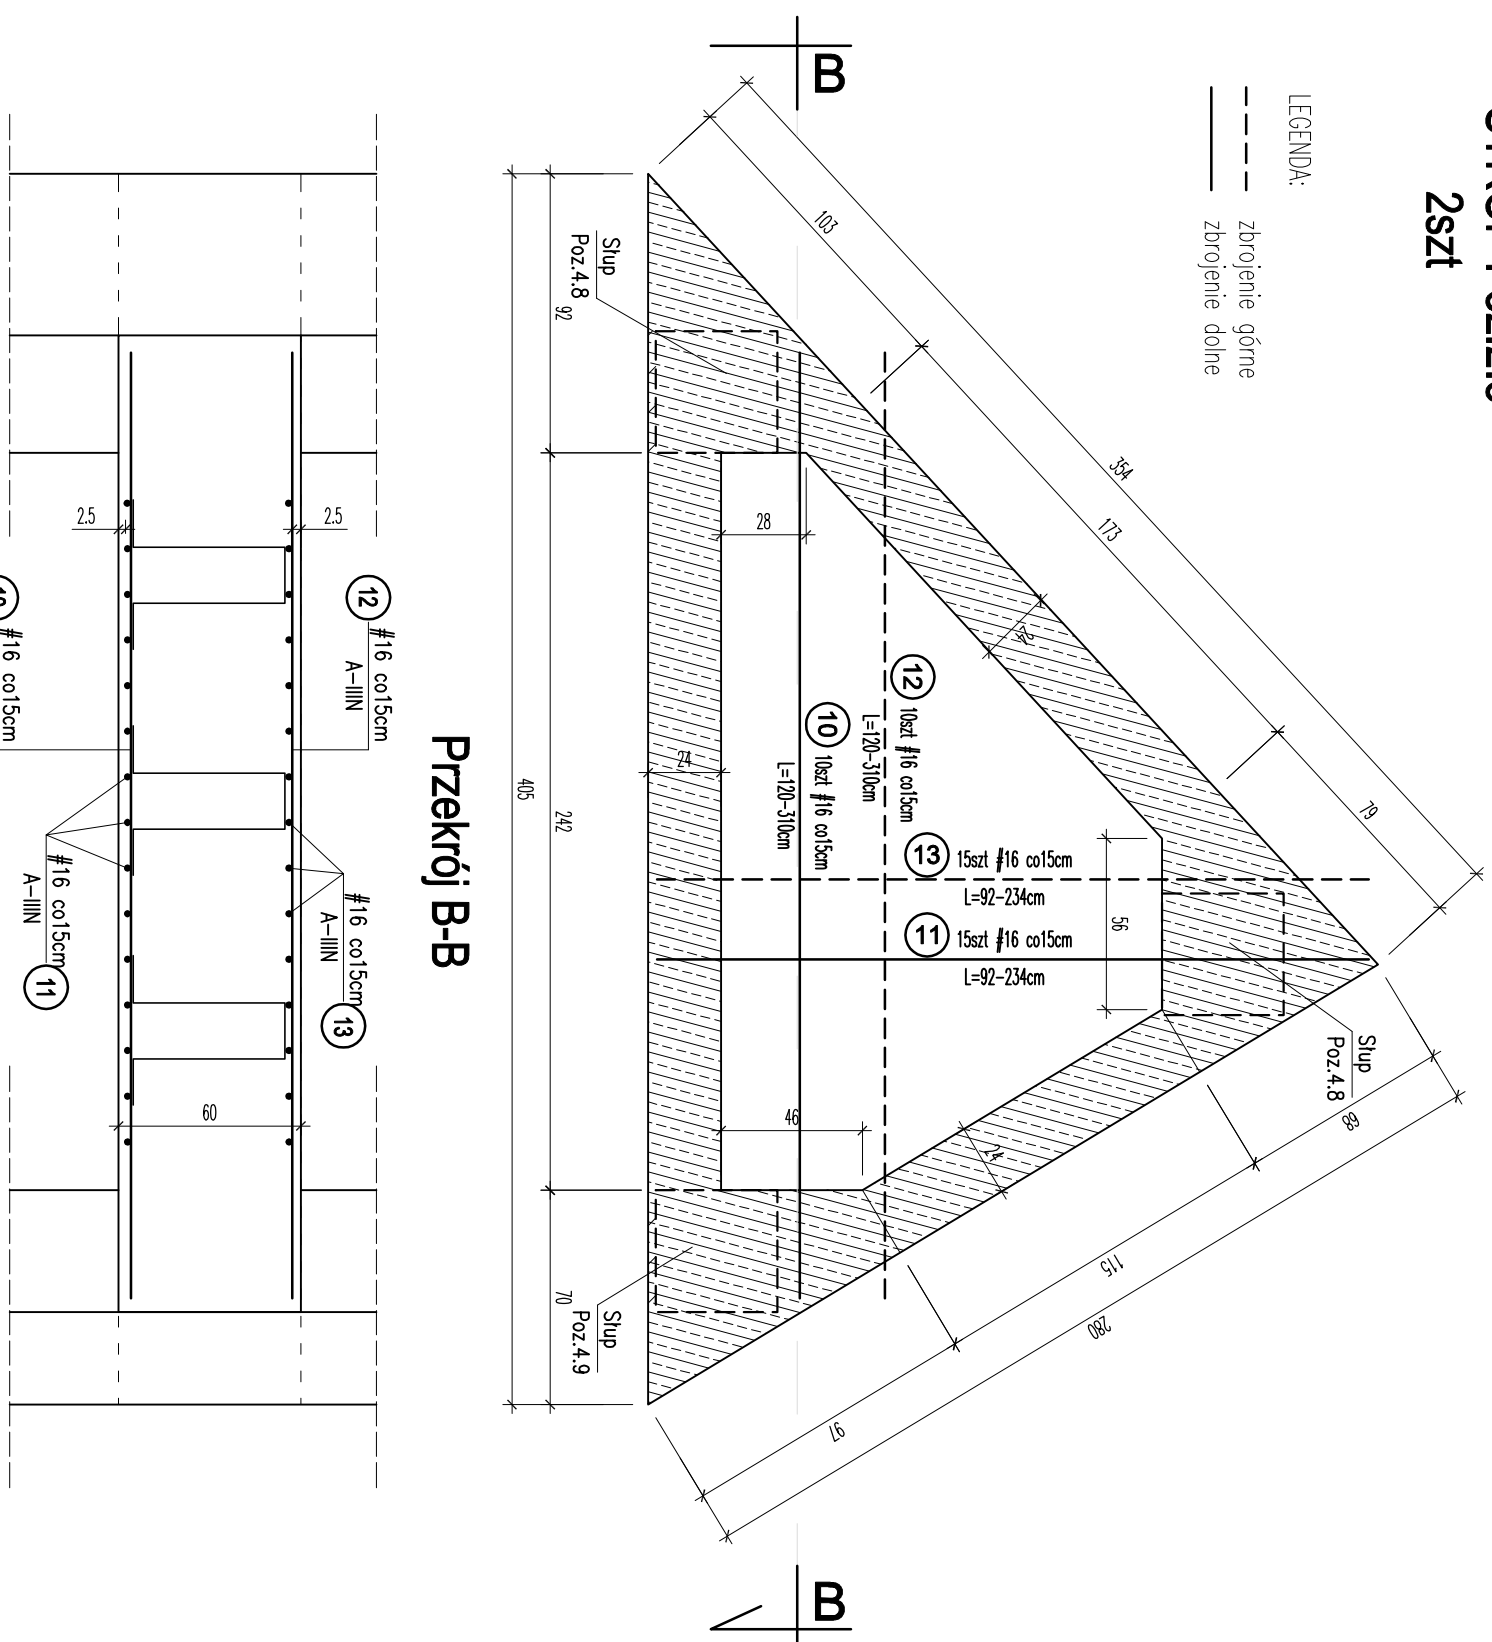 2szt
LEGENDA:
zbrojenie górne
zbrojenie dolne
B
B
354
103
173
79
Słup
Poz.4.8
92
28
24
12
10szt #16 co15cm
L=120-310cm
10
10szt #16 co15cm
L=120-310cm
13
15szt #16 co15cm
L=92-234cm
11
15szt #16 co15cm
L=92-234cm
56
24
46
24
Słup
Poz.4.8
68
115
280
97
Słup
Poz.4.9
405
242
70
Przekrój B-B
2.5
2.5
12
#16 co15cm
A-IIIN
#16 co15cm
#16 co15cm
A-IIIN
13
#16 co15cm
A-IIIN
11
60